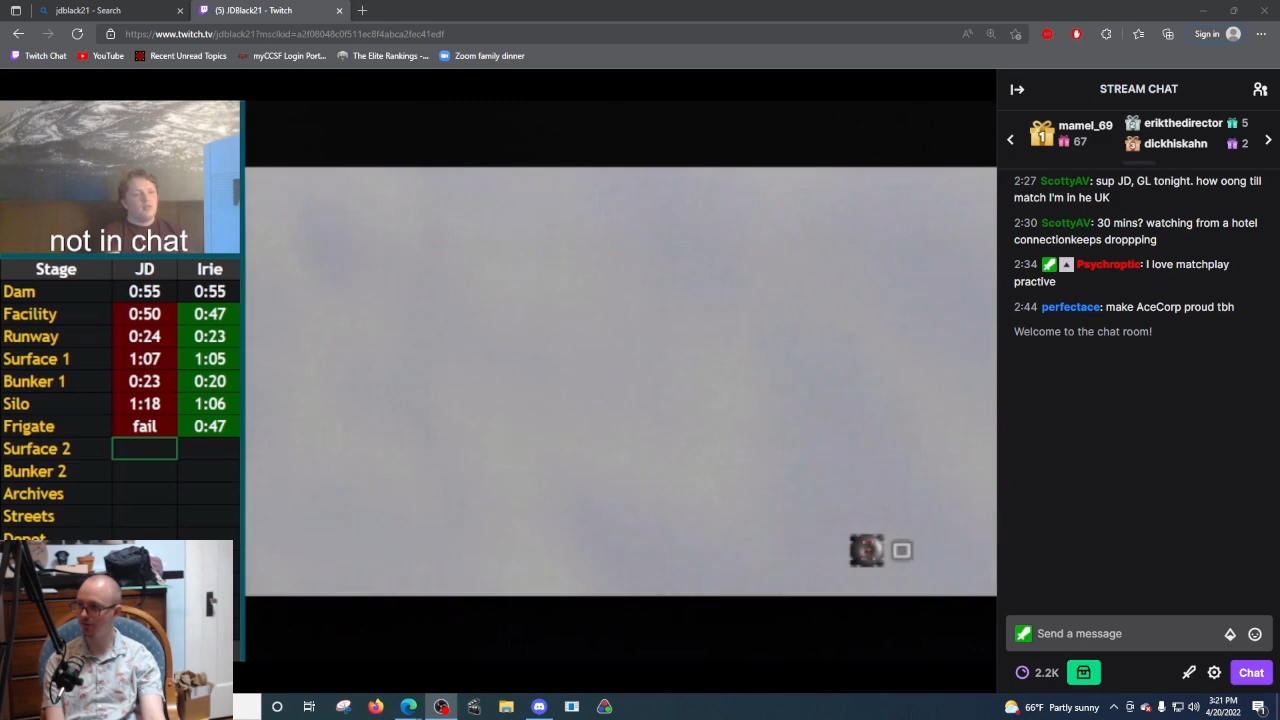 jdblack21 - Search
(5) JDBlack21 - Twitch
https://www.twitch.tv/jdblack21?msclkid=a2f08048c0f511ec8f4abca2fec41edf
Sign in
Twitch Chat
YouTube
Recent Unread Topics
myCCSF Login Port...
The Elite Rankings -...
Zoom family dinner
not in chat
Stage JD Irie
Dam 0:55 0:55
Facility 0:50 0:47
Runway 0:24 0:23
Surface 1 1:07 1:05
Bunker 1 0:23 0:20
Silo 1:18 1:06
Frigate fail 0:47
Surface 2
Bunker 2
Archives
Streets
Depot
STREAM CHAT
1 mamel_69 67
2 erikthedirector 5
3 dickhiskahn 2
2:27 ScottyAV: sup JD, GL tonight. how oong till
match I'm in he UK
2:30 ScottyAV: 30 mins? watching from a hotel
connectionkeeps droppping
2:34 Psychroptic: I love matchplay
practive
2:44 perfectace: make AceCorp proud tbh
Welcome to the chat room!
Send a message
2.2K
Chat
66°F Partly sunny
3:21 PM
4/20/2022